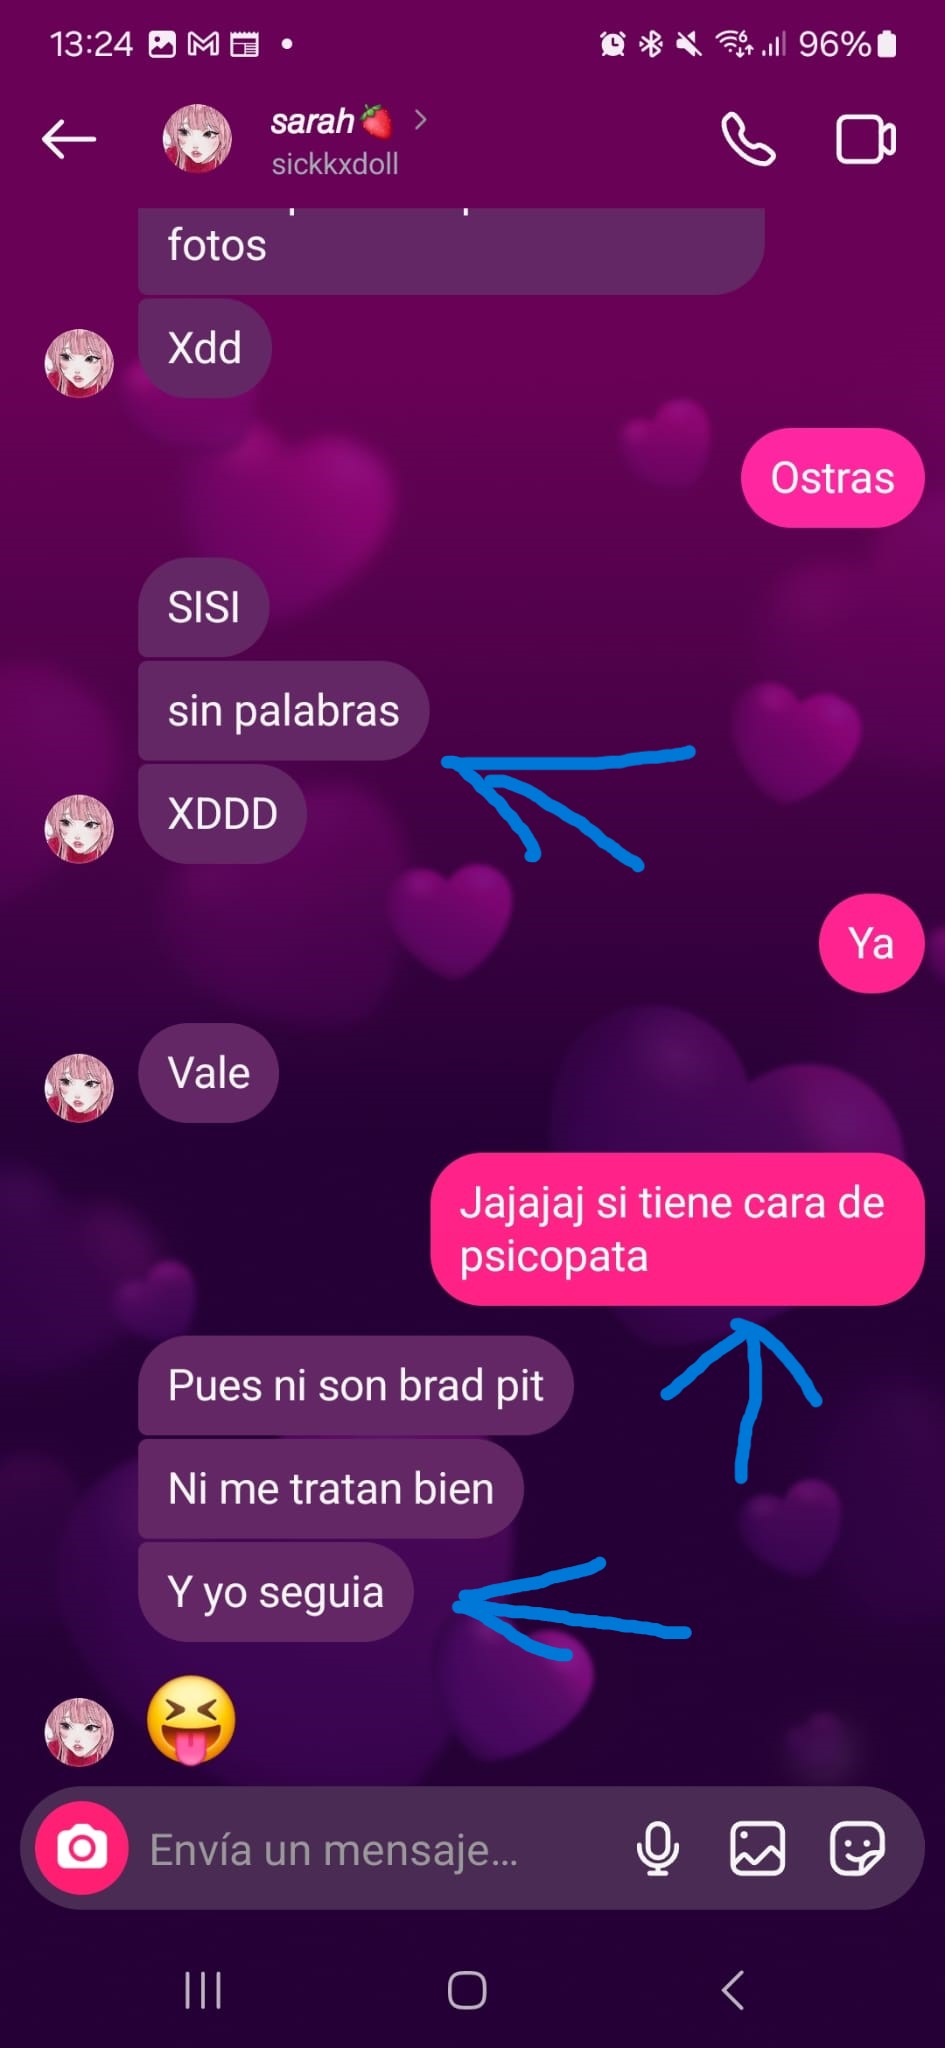 13:24
96%
sarah🍓
sickkxdoll
fotos
Xdd
Ostras
SISI
sin palabras
XDDD
Ya
Vale
Jajajaj si tiene cara de
psicopata
Pues ni son brad pit
Ni me tratan bien
Y yo seguia
😝
Envía un mensaje...